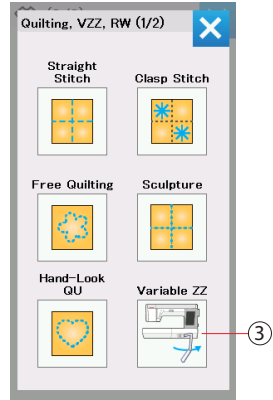 Quilting, VZZ, RW (1/2)
Straight
Stitch
Clasp Stitch
Free Quilting
Sculpture
Hand-Look
QU
Variable ZZ
3